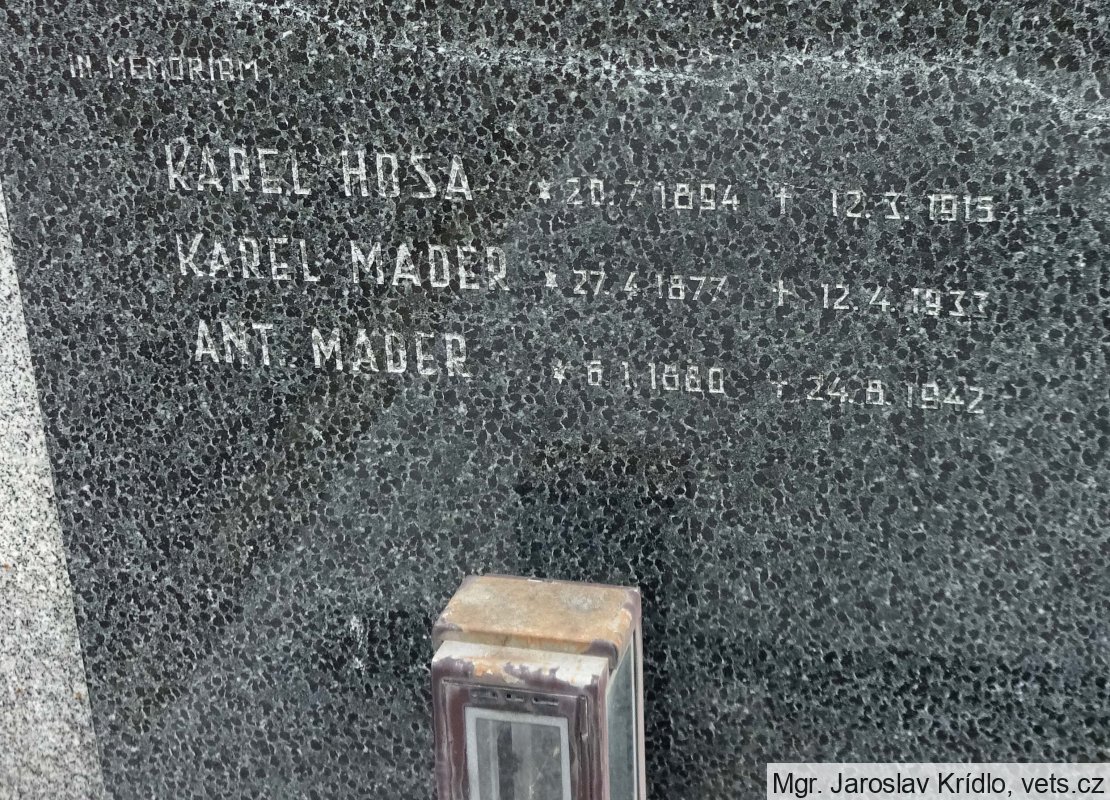 IN MEMORIAM
KAREL HOSA * 20. 7. 1894 † 12. 3. 1915
KAREL MADER * 27. 4. 1877 † 12. 4. 1933
ANT. MADER * 6. 1. 1880 † 24. 8. 1942
Mgr. Jaroslav Krídlo, vets.cz